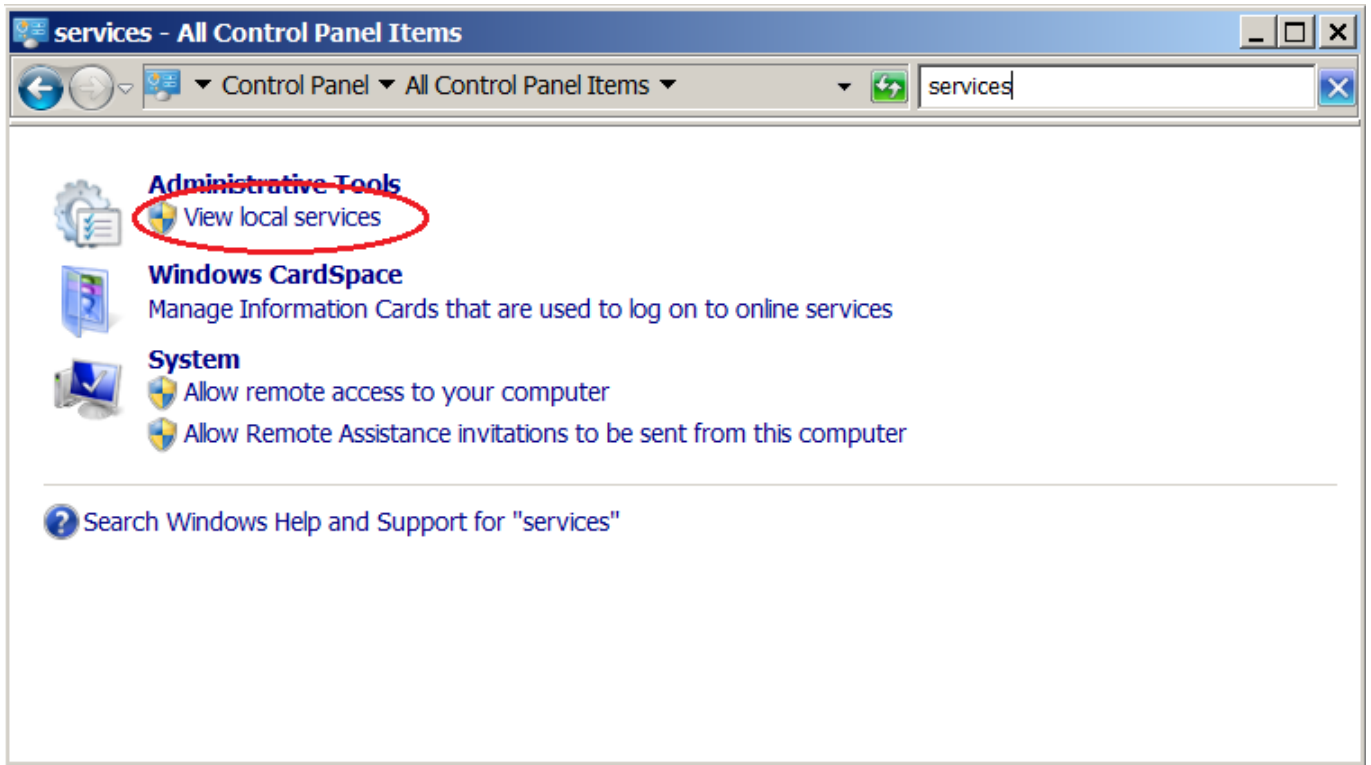 services - All Control Panel Items
Control Panel All Control Panel Items
services
Administrative Tools
View local services
Windows CardSpace
Manage Information Cards that are used to log on to online services
System
Allow remote access to your computer
Allow Remote Assistance invitations to be sent from this computer
Search Windows Help and Support for "services"